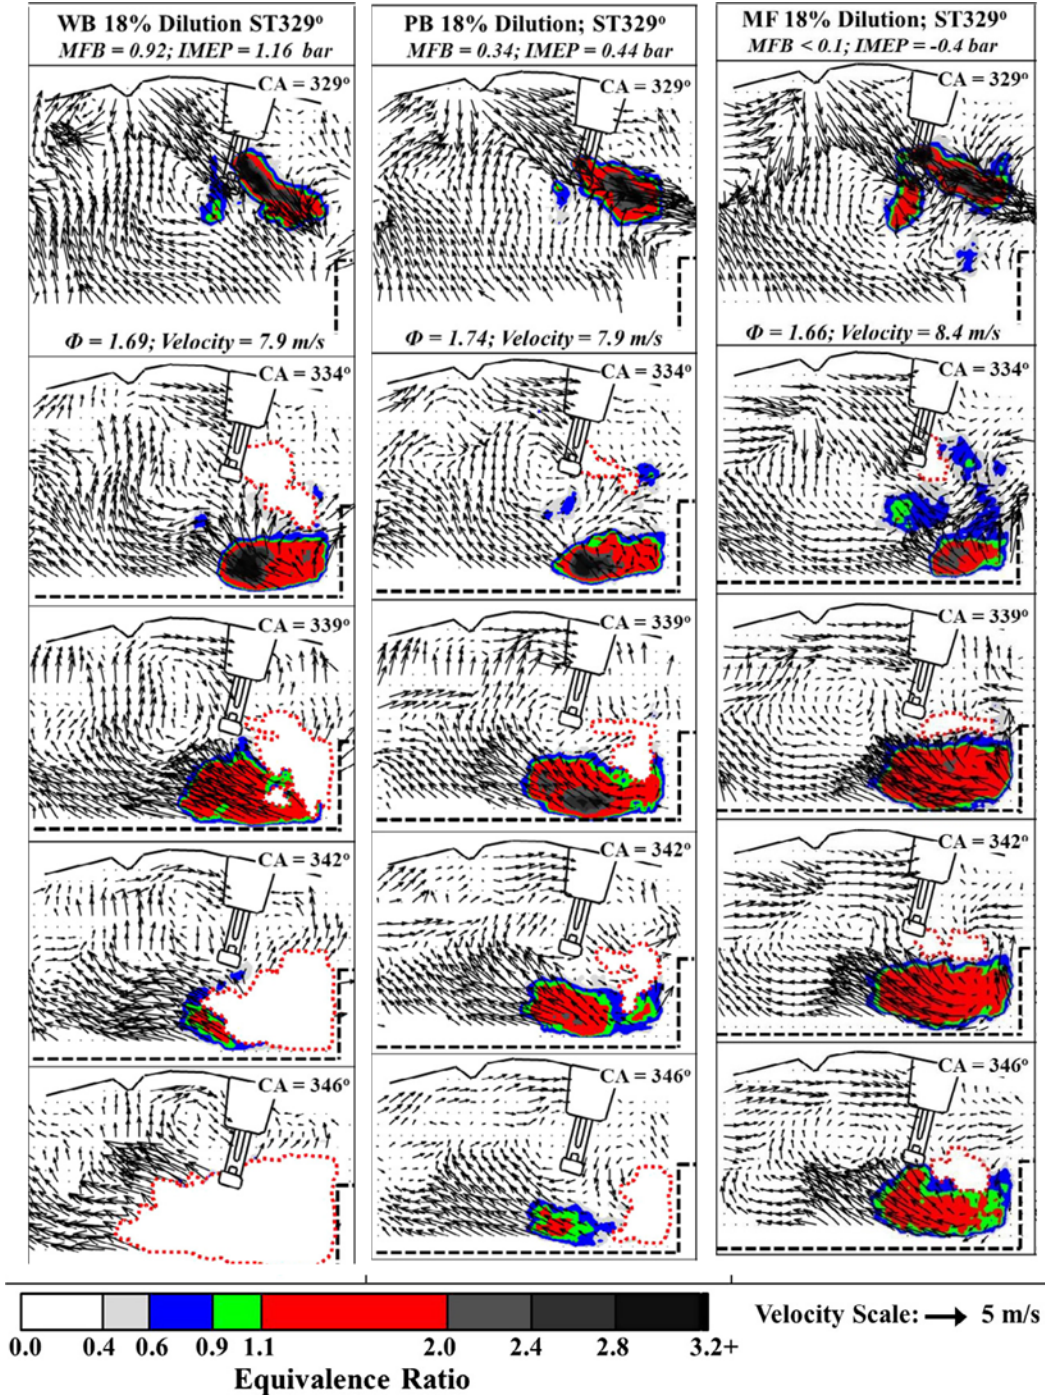 WB 18% Dilution ST329°
MFB = 0.92; IMEP = 1.16 bar
PB 18% Dilution; ST329°
MFB = 0.34; IMEP = 0.44 bar
MF 18% Dilution; ST329°
MFB < 0.1; IMEP = -0.4 bar
CA = 329°
CA = 329°
CA = 329°
Φ = 1.69; Velocity = 7.9 m/s
Φ = 1.74; Velocity = 7.9 m/s
Φ = 1.66; Velocity = 8.4 m/s
CA = 334°
CA = 334°
CA = 334°
CA = 339°
CA = 339°
CA = 339°
CA = 342°
CA = 342°
CA = 342°
CA = 346°
CA = 346°
CA = 346°
0.0 0.4 0.6 0.9 1.1 2.0 2.4 2.8 3.2+
Equivalence Ratio
Velocity Scale: 5 m/s